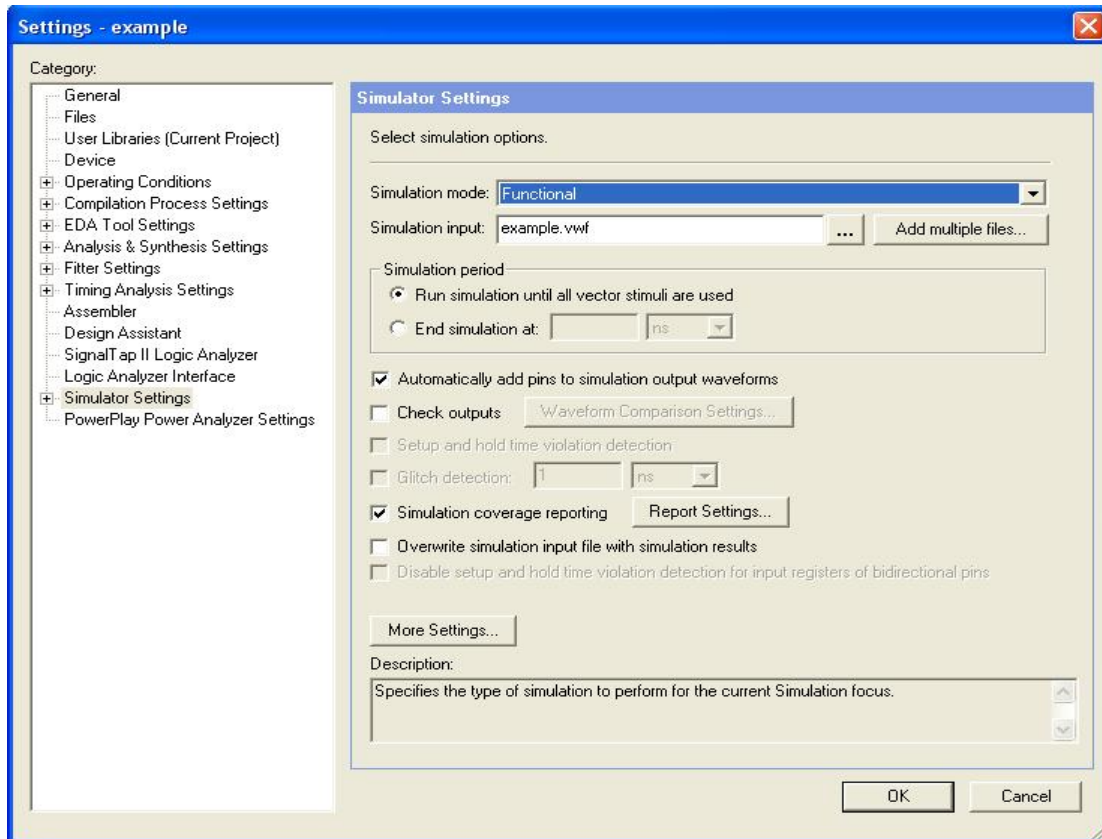 Settings - example
Category:
General
Files
User Libraries (Current Project)
Device
Operating Conditions
Compilation Process Settings
EDA Tool Settings
Analysis & Synthesis Settings
Fitter Settings
Timing Analysis Settings
Assembler
Design Assistant
SignalTap II Logic Analyzer
Logic Analyzer Interface
Simulator Settings
PowerPlay Power Analyzer Settings
Simulator Settings
Select simulation options.
Simulation mode: Functional
Simulation input: example.vwf ... Add multiple files...
Simulation period
Run simulation until all vector stimuli are used
End simulation at: ns
Automatically add pins to simulation output waveforms
Check outputs Waveform Comparison Settings...
Setup and hold time violation detection
Glitch detection: 1 ns
Simulation coverage reporting Report Settings...
Overwrite simulation input file with simulation results
Disable setup and hold time violation detection for input registers of bidirectional pins
More Settings...
Description:
Specifies the type of simulation to perform for the current Simulation focus.
OK Cancel